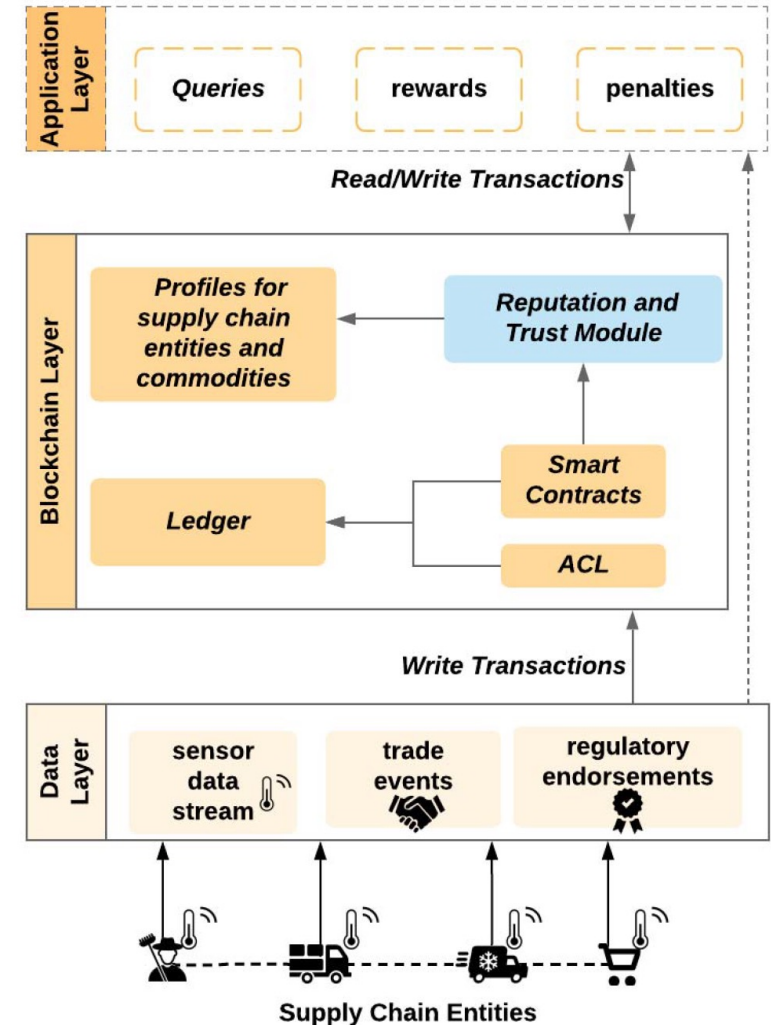 Application
Layer
Queries
rewards
penalties
Read/Write Transactions
Blockchain Layer
Profiles for
supply chain
entities and
commodities
Reputation and
Trust Module
Smart
Contracts
Ledger
ACL
Write Transactions
Data
Layer
sensor
data
stream
trade
events
regulatory
endorsements
Supply Chain Entities